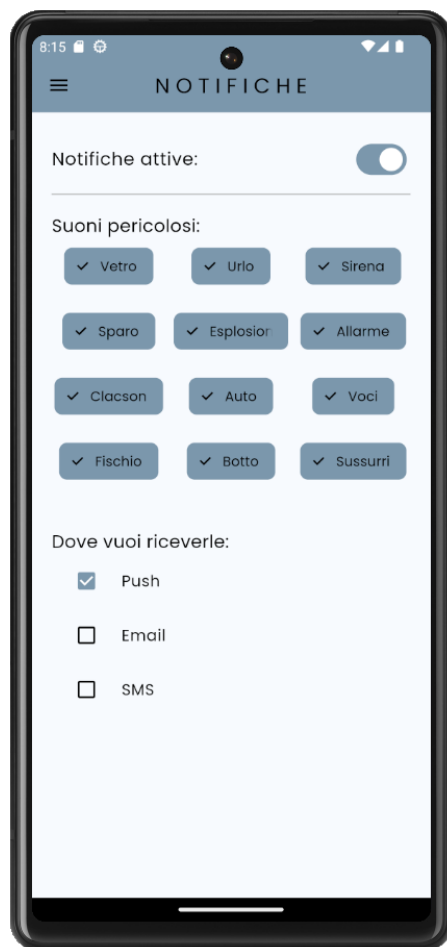 8:15
NOTIFICHE
Notifiche attive:
Suoni pericolosi:
Vetro Urlo Sirena
Sparo Esplosion Allarme
Clacson Auto Voci
Fischio Botto Sussurri
Dove vuoi riceverle:
Push
Email
SMS